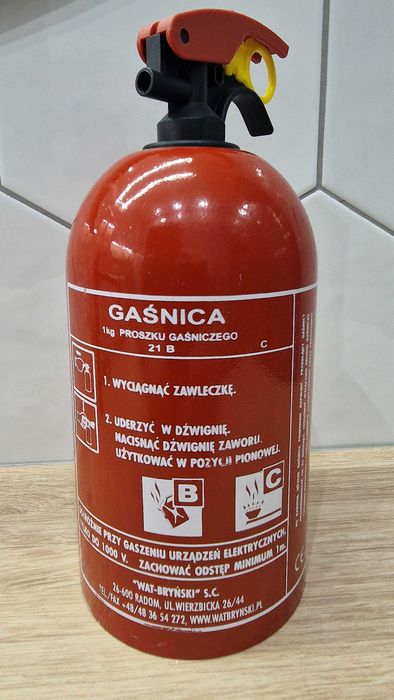 GAŚNICA
1kg PROSZKU GAŚNICZEGO
21 B C
1. WYCIĄGNĄĆ ZAWLECZKĘ.
2. UDERZYĆ W DŹWIGNIĘ.
NACISNĄĆ DŹWIGNIĘ ZAWORU.
UŻYTKOWAĆ W POZYCJI PIONOWEJ.
B
C
PRZY GASZENIU URZĄDZEŃ ELEKTRYCZNYCH
DO 1000 V. ZACHOWAĆ ODSTĘP MINIMUM 1m.
"WAT-BRYŃSKI" S.C.
26-600 RADOM, UL.WIERZBICKA 26/44
TEL/FAX +48/48 36 54 272, WWW.WATBRYNSKI.PL
CE